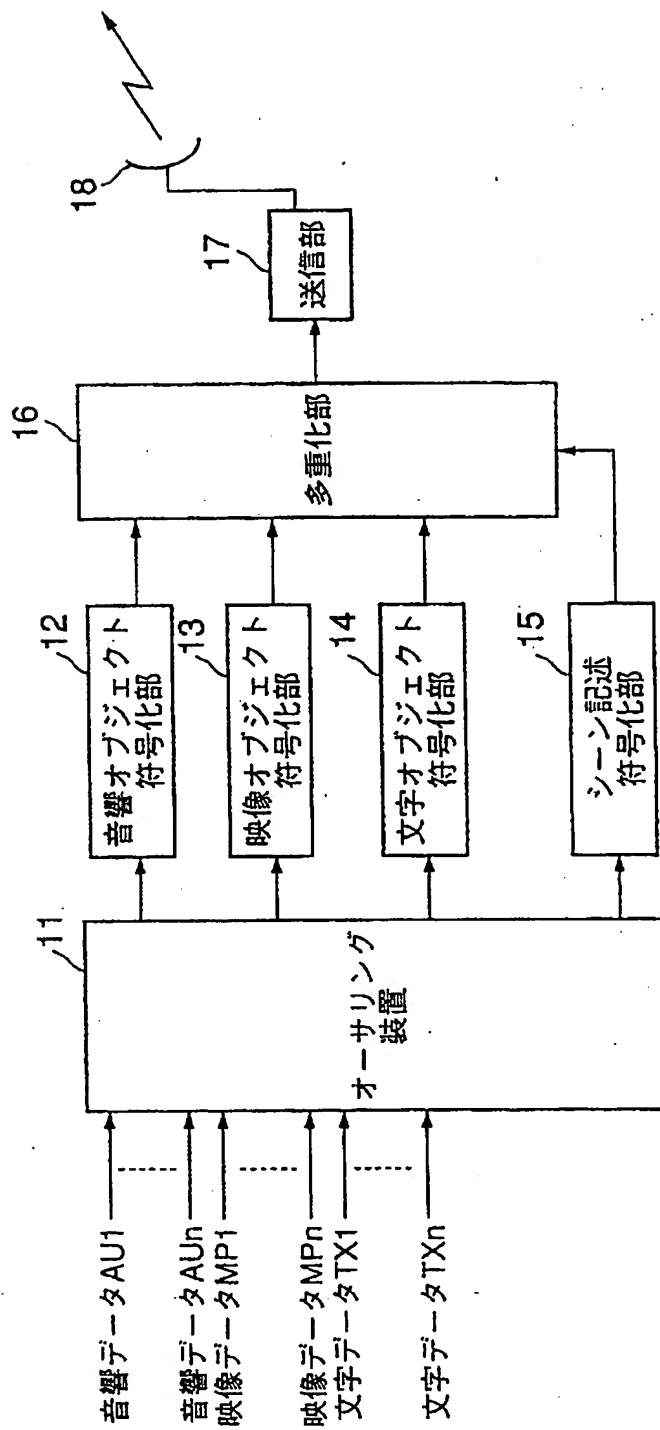 音響データAU1
音響データAUn
映像データMP1
映像データMPn
文字データTX1
文字データTXn
11
オーサリング
装置
12
音響オブジェクト
符号化部
13
映像オブジェクト
符号化部
14
文字オブジェクト
符号化部
15
シーン記述
符号化部
16
多重化部
17
送信部
18